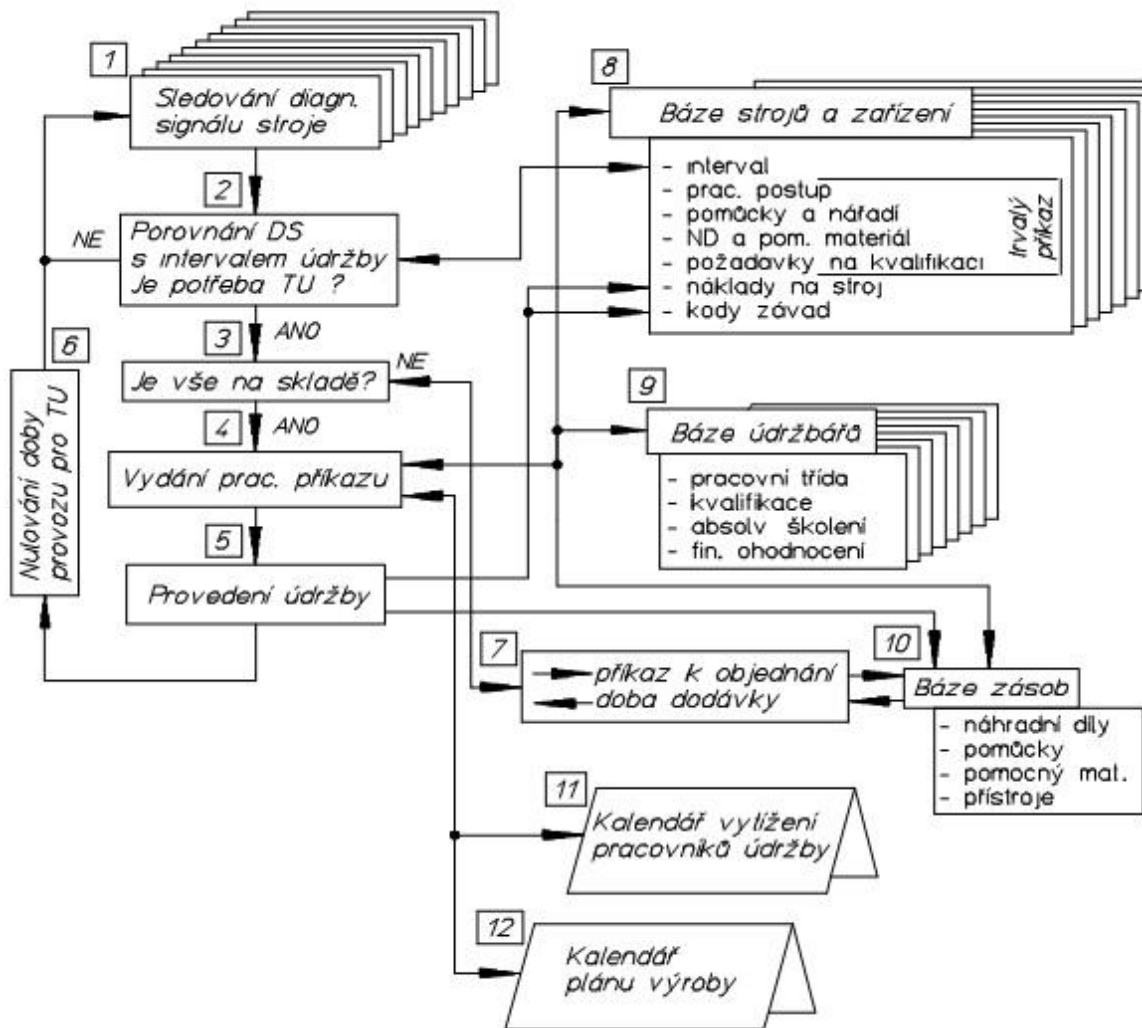 1
Sledování diagn.
signálu stroje
2
Porovnání DS
s intervalem údržby
Je potřeba TU ?
NE
ANO
3
Je vše na skladě?
NE
ANO
4
Vydání prac. příkazu
5
Provedení údržby
6
Nulování doby
provozu pro TU
7
příkaz k objednání
doba dodávky
8
Báze strojů a zařízení
- interval
- prac. postup
- pomůcky a nářadí
- ND a pom. materiál
- požadavky na kvalifikaci
- náklady na stroj
- kody závad
trvalý
příkaz
9
Báze údržbářů
- pracovní třída
- kvalifikace
- absolv školení
- fin. ohodnocení
10
Báze zásob
- náhradní díly
- pomůcky
- pomocný mat.
- přístroje
11
Kalendář vytížení
pracovníků údržby
12
Kalendář
plánu výroby